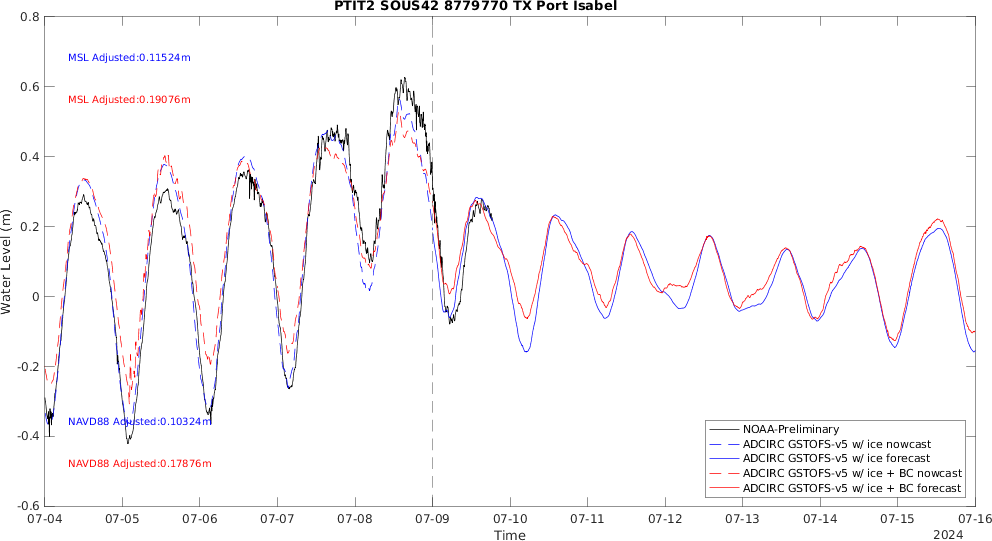 PTIT2 SOUS42 8779770 TX Port Isabel
0.8
0.6
0.4
0.2
0
-0.2
-0.4
-0.6
Water Level (m)
MSL Adjusted:0.11524m
MSL Adjusted:0.19076m
NAVD88 Adjusted:0.10324m
NAVD88 Adjusted:0.17876m
NOAA-Preliminary
ADCIRC GSTOFS-v5 w/ ice nowcast
ADCIRC GSTOFS-v5 w/ ice forecast
ADCIRC GSTOFS-v5 w/ ice + BC nowcast
ADCIRC GSTOFS-v5 w/ ice + BC forecast
07-04 07-05 07-06 07-07 07-08 07-09 07-10 07-11 07-12 07-13 07-14 07-15 07-16
Time
2024